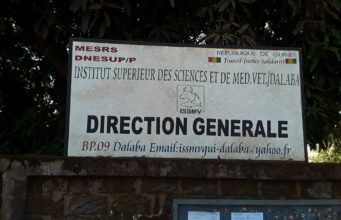 MESRS
DNESUP/P
REPUBLIQUE DE GUINEE
Travail-Justice-Solidarité
INSTITUT SUPERIEUR DES SCIENCES ET DE MED.VET./DALABA
ISSMV
DIRECTION GENERALE
BP.09 Dalaba Email:issmvgui-dalaba@yahoo.fr